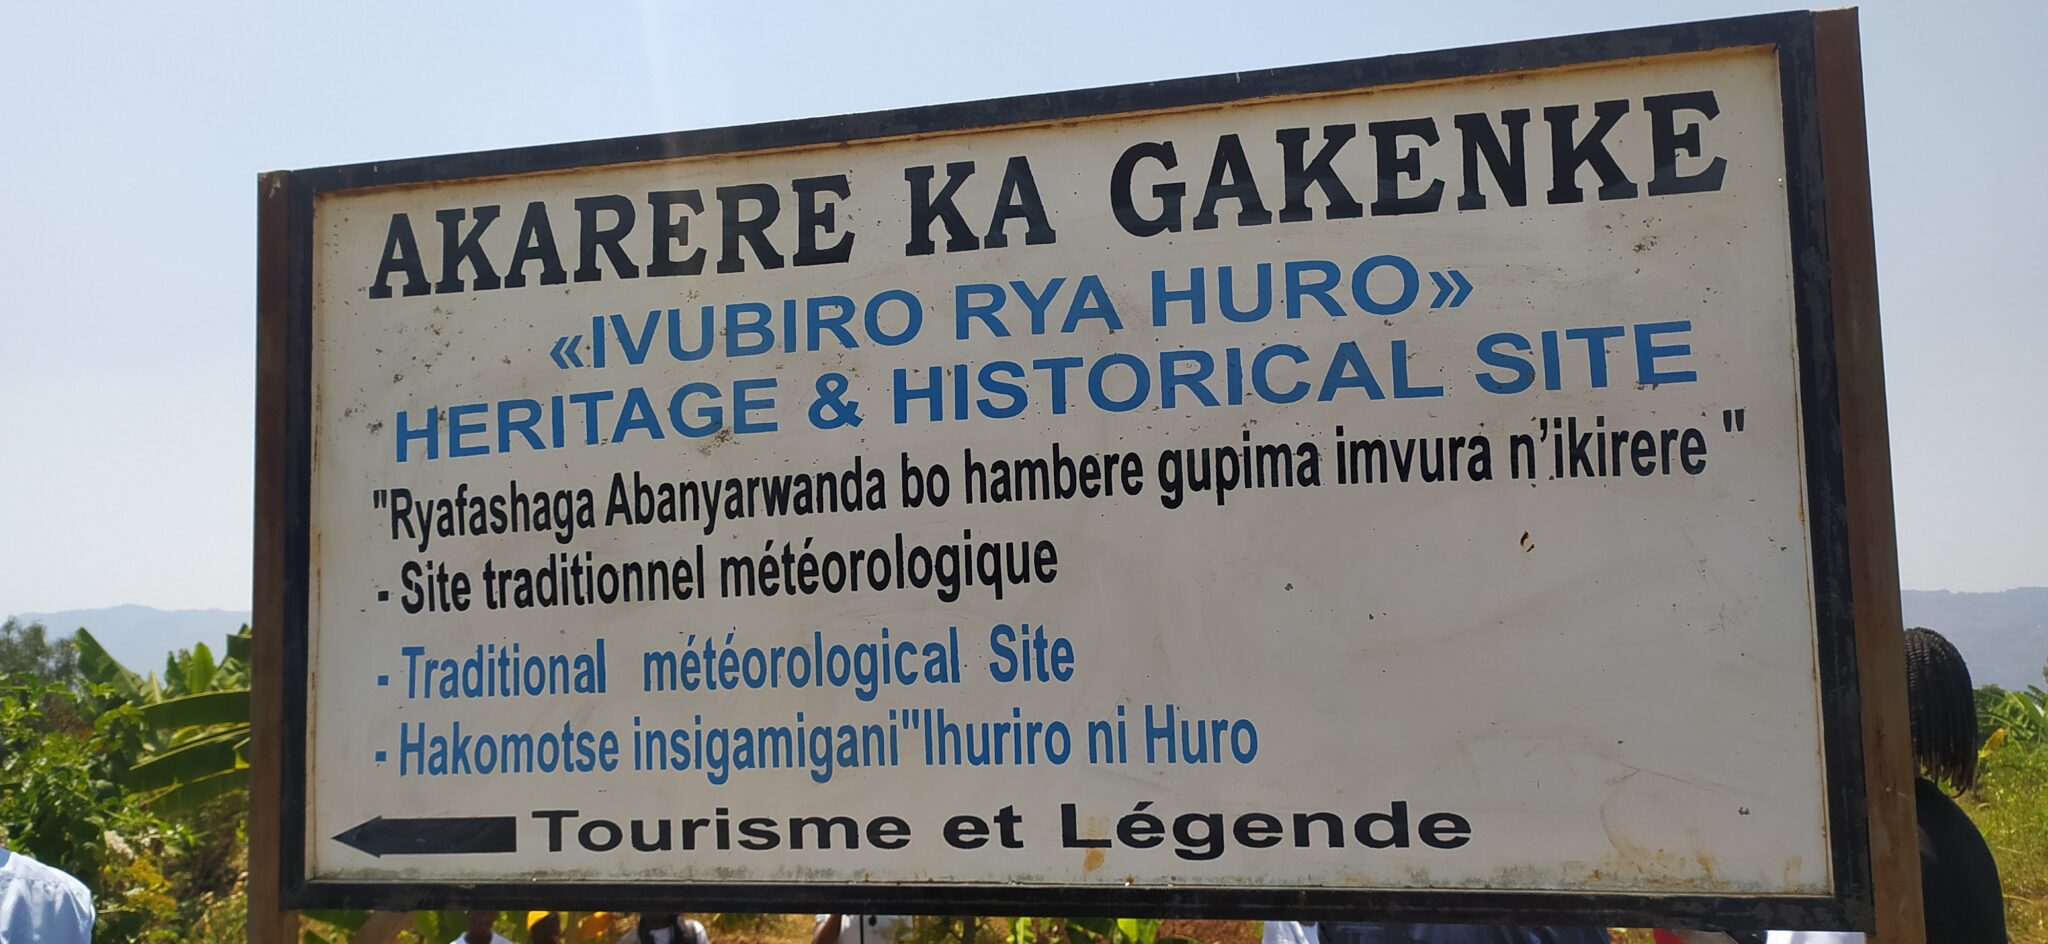 AKARERE KA GAKENKE
«IVUBIRO RYA HURO»
HERITAGE & HISTORICAL SITE
"Ryafashaga Abanyarwanda bo hambere gupima imvura n’ikirere "
- Site traditionnel météorologique
- Traditional météorological Site
- Hakomotse insigamigani"Ihuriro ni Huro
Tourisme et Légende